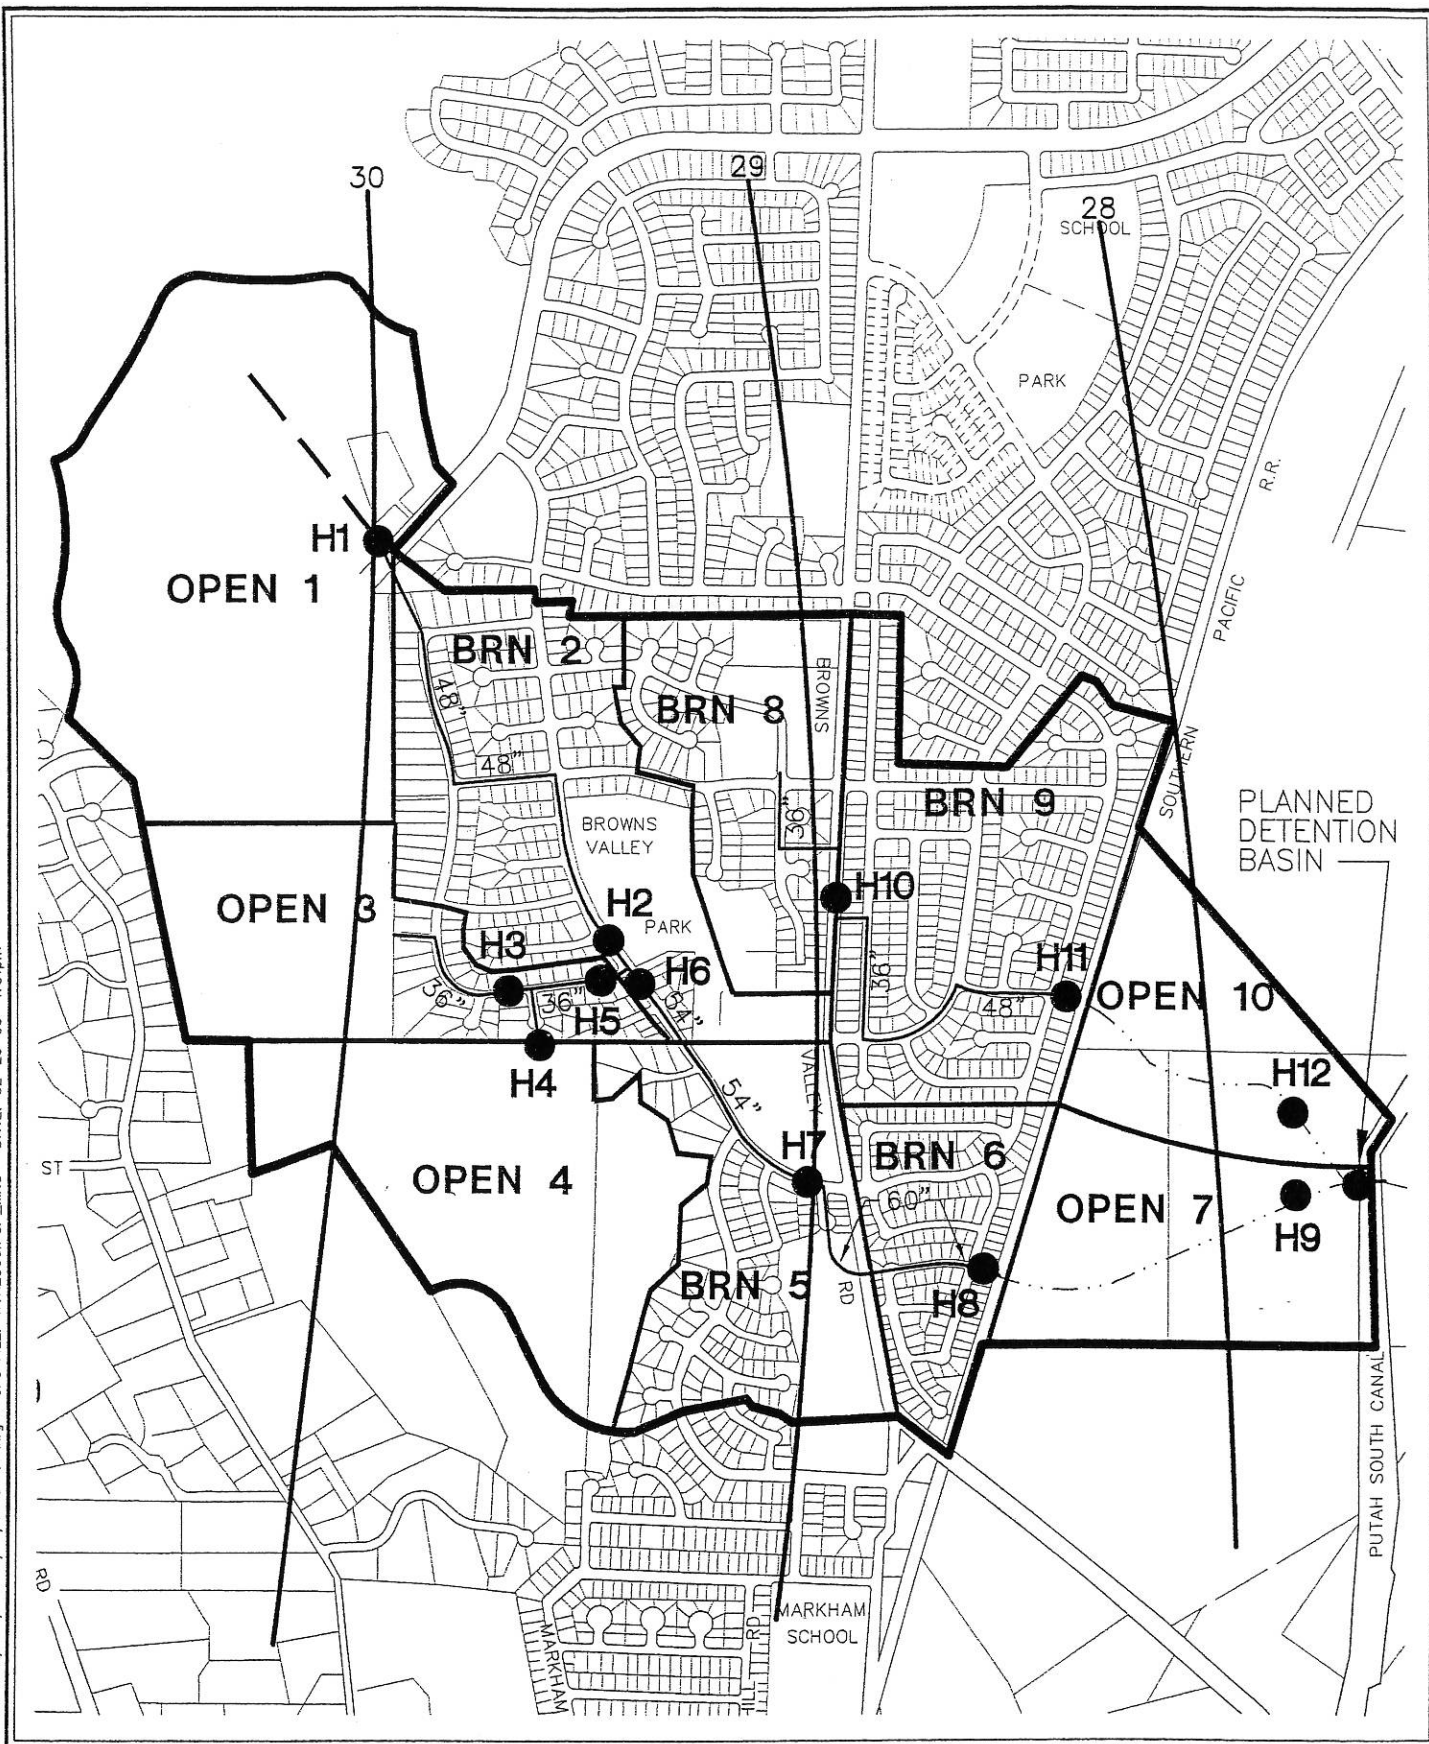 30
29
28
SCHOOL
PARK
R.R.
H1
OPEN 1
PACIFIC
BRN 2
BRN 8
BROWNS
48"
48"
SOUTHERN
BRN 9
PLANNED
DETENTION
BASIN
36"
BROWNS
VALLEY
PARK
OPEN 3
H10
H2
H3
H6
H11
36"
36"
36"
H5
54"
48"
OPEN 10
H4
54"
VALLEY
H12
H7
BRN 6
ST
OPEN 4
60"
OPEN 7
H9
BRN 5
RD
H8
PUTAH SOUTH CANAL
RD
MARKHAM
SCHOOL
MARKHAM
HILL RD